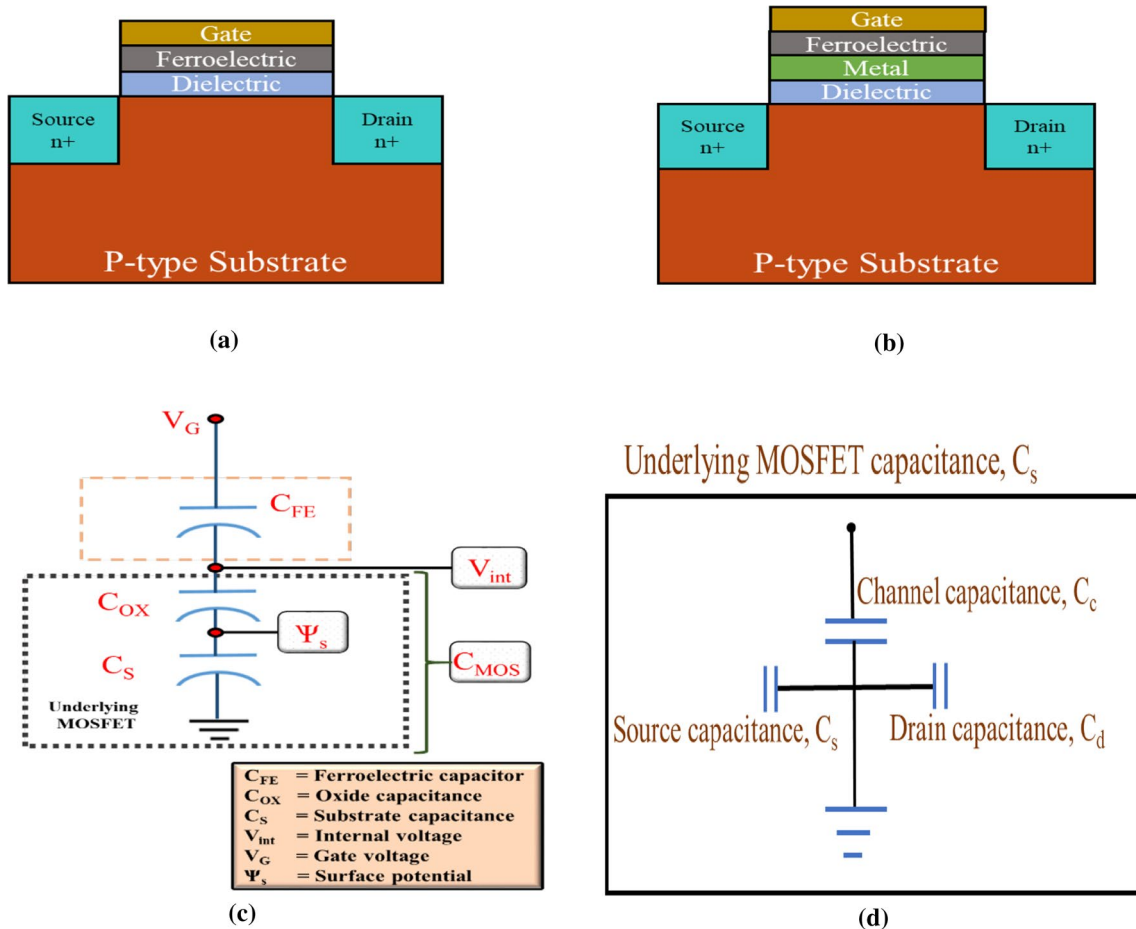 Gate
Ferroelectric
Dielectric
Source
n+
Drain
n+
P-type Substrate
(a)
Gate
Ferroelectric
Metal
Dielectric
Source
n+
Drain
n+
P-type Substrate
(b)
V_G
C_FE
V_int
C_OX
Ψ_s
C_S
C_MOS
Underlying
MOSFET
C_FE = Ferroelectric capacitor
C_OX = Oxide capacitance
C_S = Substrate capacitance
V_int = Internal voltage
V_G = Gate voltage
Ψ_s = Surface potential
(c)
Underlying MOSFET capacitance, C_s
Channel capacitance, C_c
Source capacitance, C_s
Drain capacitance, C_d
(d)